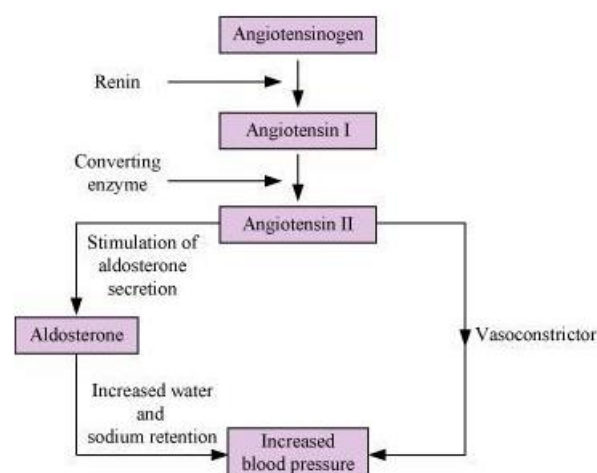 Angiotensinogen
Renin
Angiotensin I
Converting
enzyme
Angiotensin II
Stimulation of
aldosterone
secretion
Aldosterone
Vasoconstrictor
Increased water
and
sodium retention
Increased
blood pressure